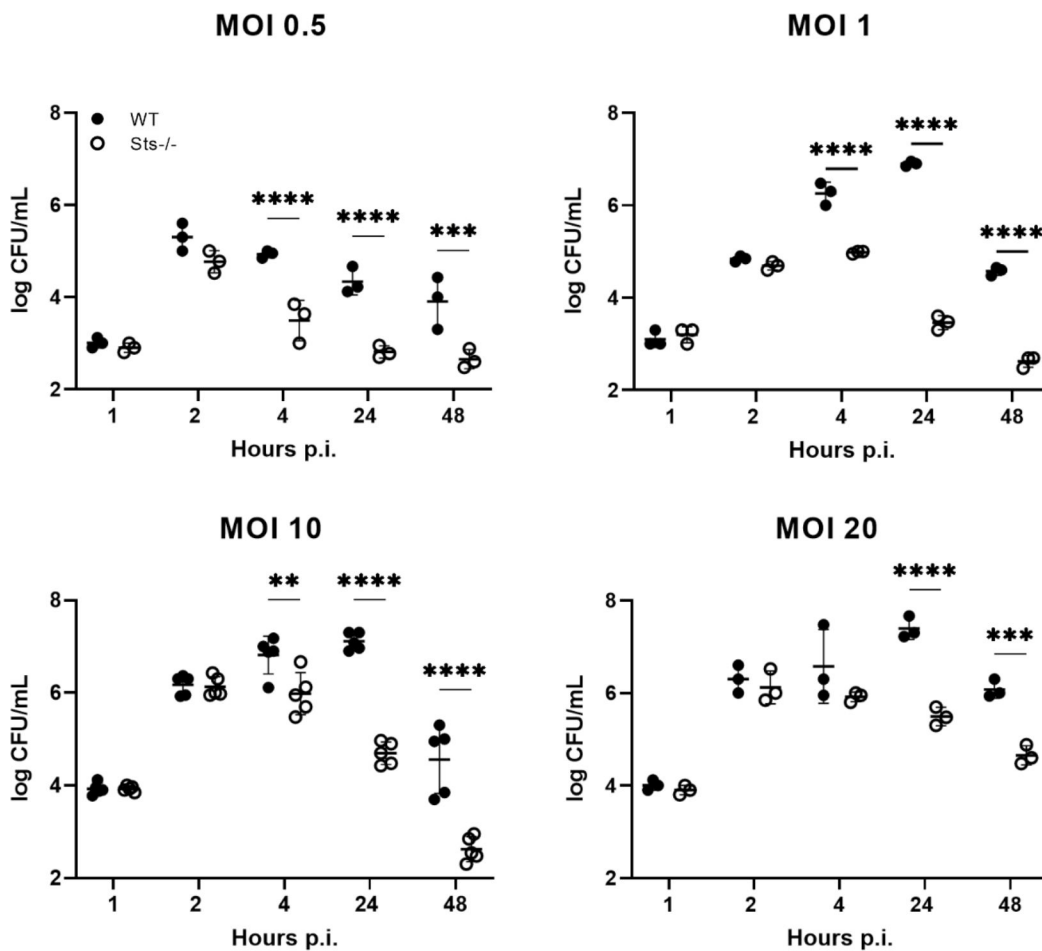 MOI 0.5
WT
Sts-/-
**** **** ***
8
6
4
2
log CFU/mL
1 2 4 24 48
Hours p.i.
MOI 1
**** **** ****
8
6
4
2
log CFU/mL
1 2 4 24 48
Hours p.i.
MOI 10
** **** ****
8
6
4
2
log CFU/mL
1 2 4 24 48
Hours p.i.
MOI 20
**** ***
8
6
4
2
log CFU/mL
1 2 4 24 48
Hours p.i.